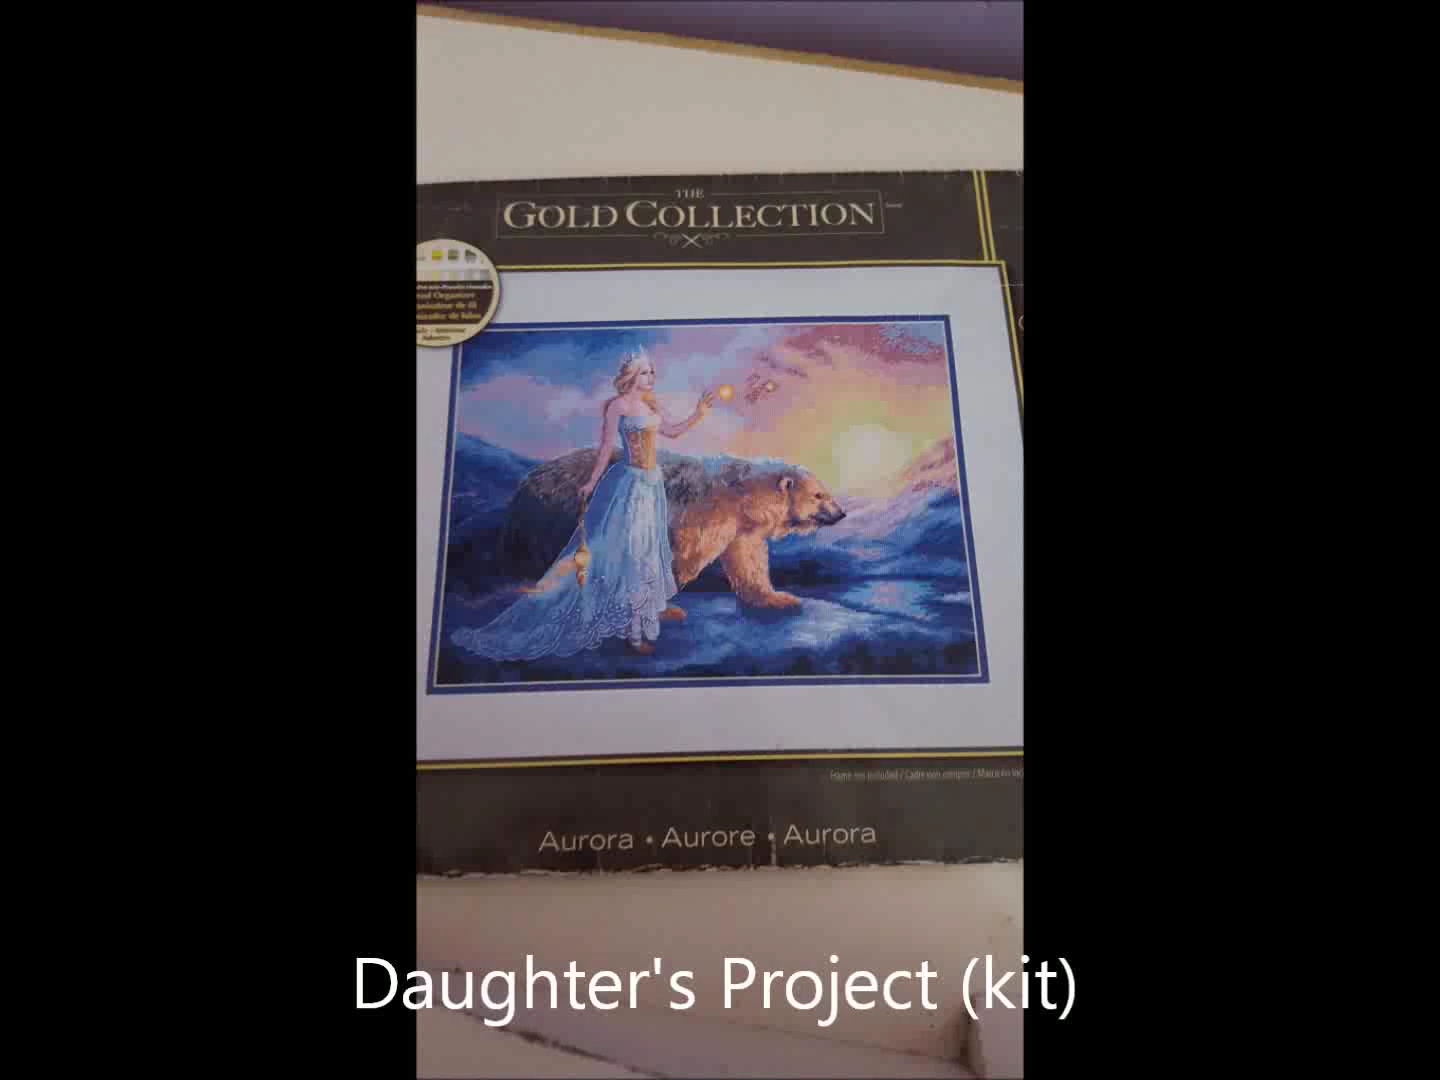 THE
GOLD COLLECTION
Aurora • Aurore • Aurora
Daughter's Project (kit)